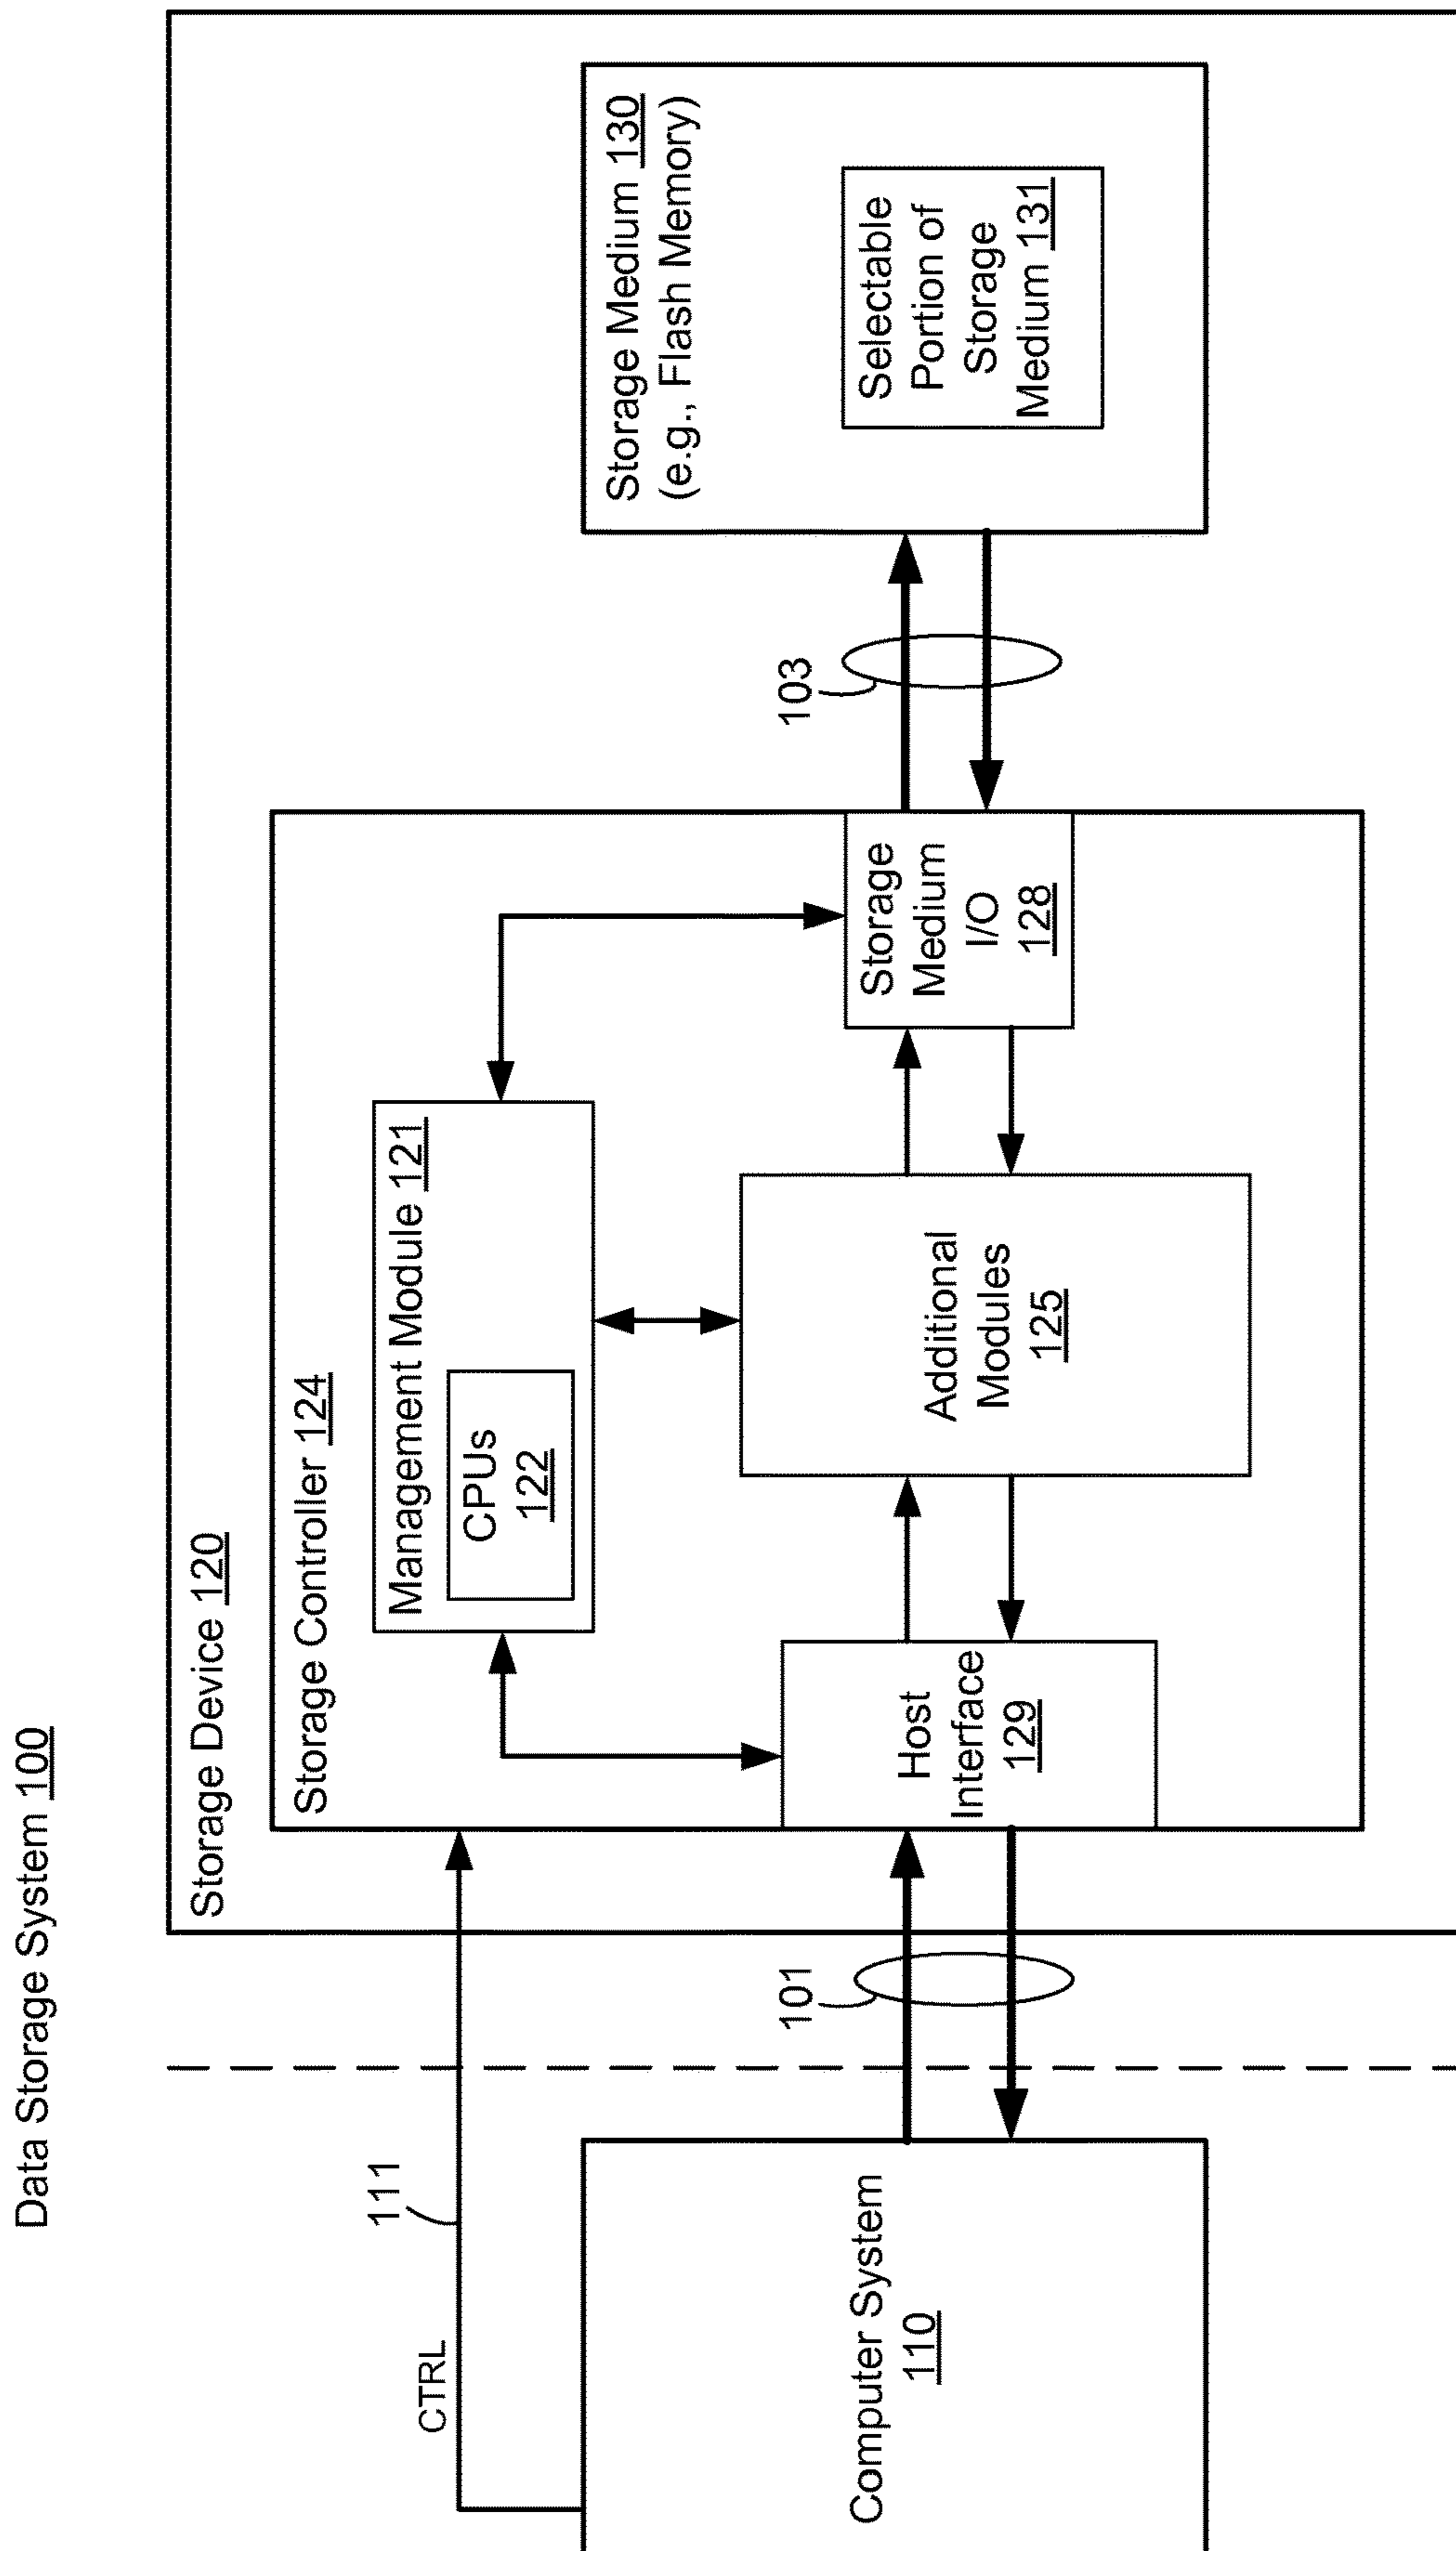 Data Storage System 100
Storage Device 120
Storage Controller 124
Management Module 121
CPUs
122
111
CTRL
Computer System
110
101
Host
Interface
129
Additional
Modules
125
Storage
Medium
I/O
128
103
Storage Medium 130
(e.g., Flash Memory)
Selectable
Portion of
Storage
Medium 131